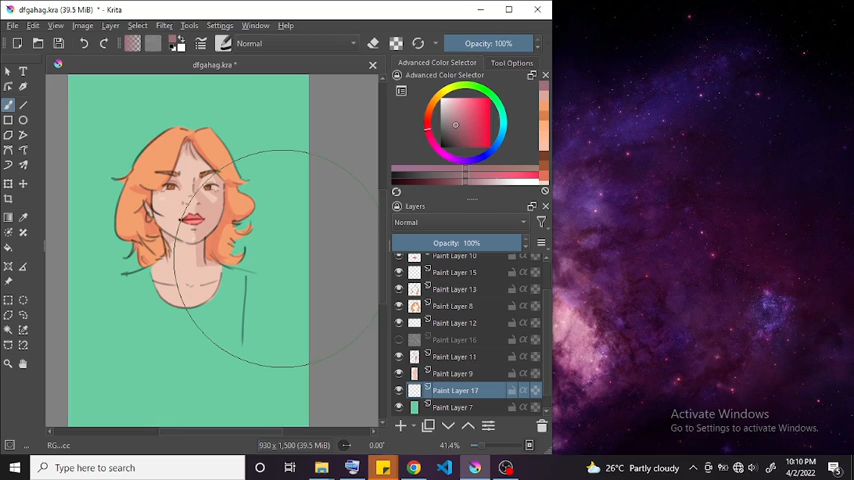 dfgahag.kra (39.5 MiB) * - Krita
File Edit View Image Layer Select Filter Tools Settings Window Help
Normal
Opacity: 100%
dfgahag.kra *
Advanced Color Selector
Tool Options
Advanced Color Selector
Layers
Normal
Opacity: 100%
Paint Layer 10
Paint Layer 15
Paint Layer 13
Paint Layer 8
Paint Layer 12
Paint Layer 16
Paint Layer 11
Paint Layer 9
Paint Layer 17
Paint Layer 7
RG...cc
930 x 1,500 (39.5 MiB)
0.00°
41.4%
Activate Windows
Go to Settings to activate Windows.
Type here to search
26°C Partly cloudy
10:10 PM
4/2/2022
5